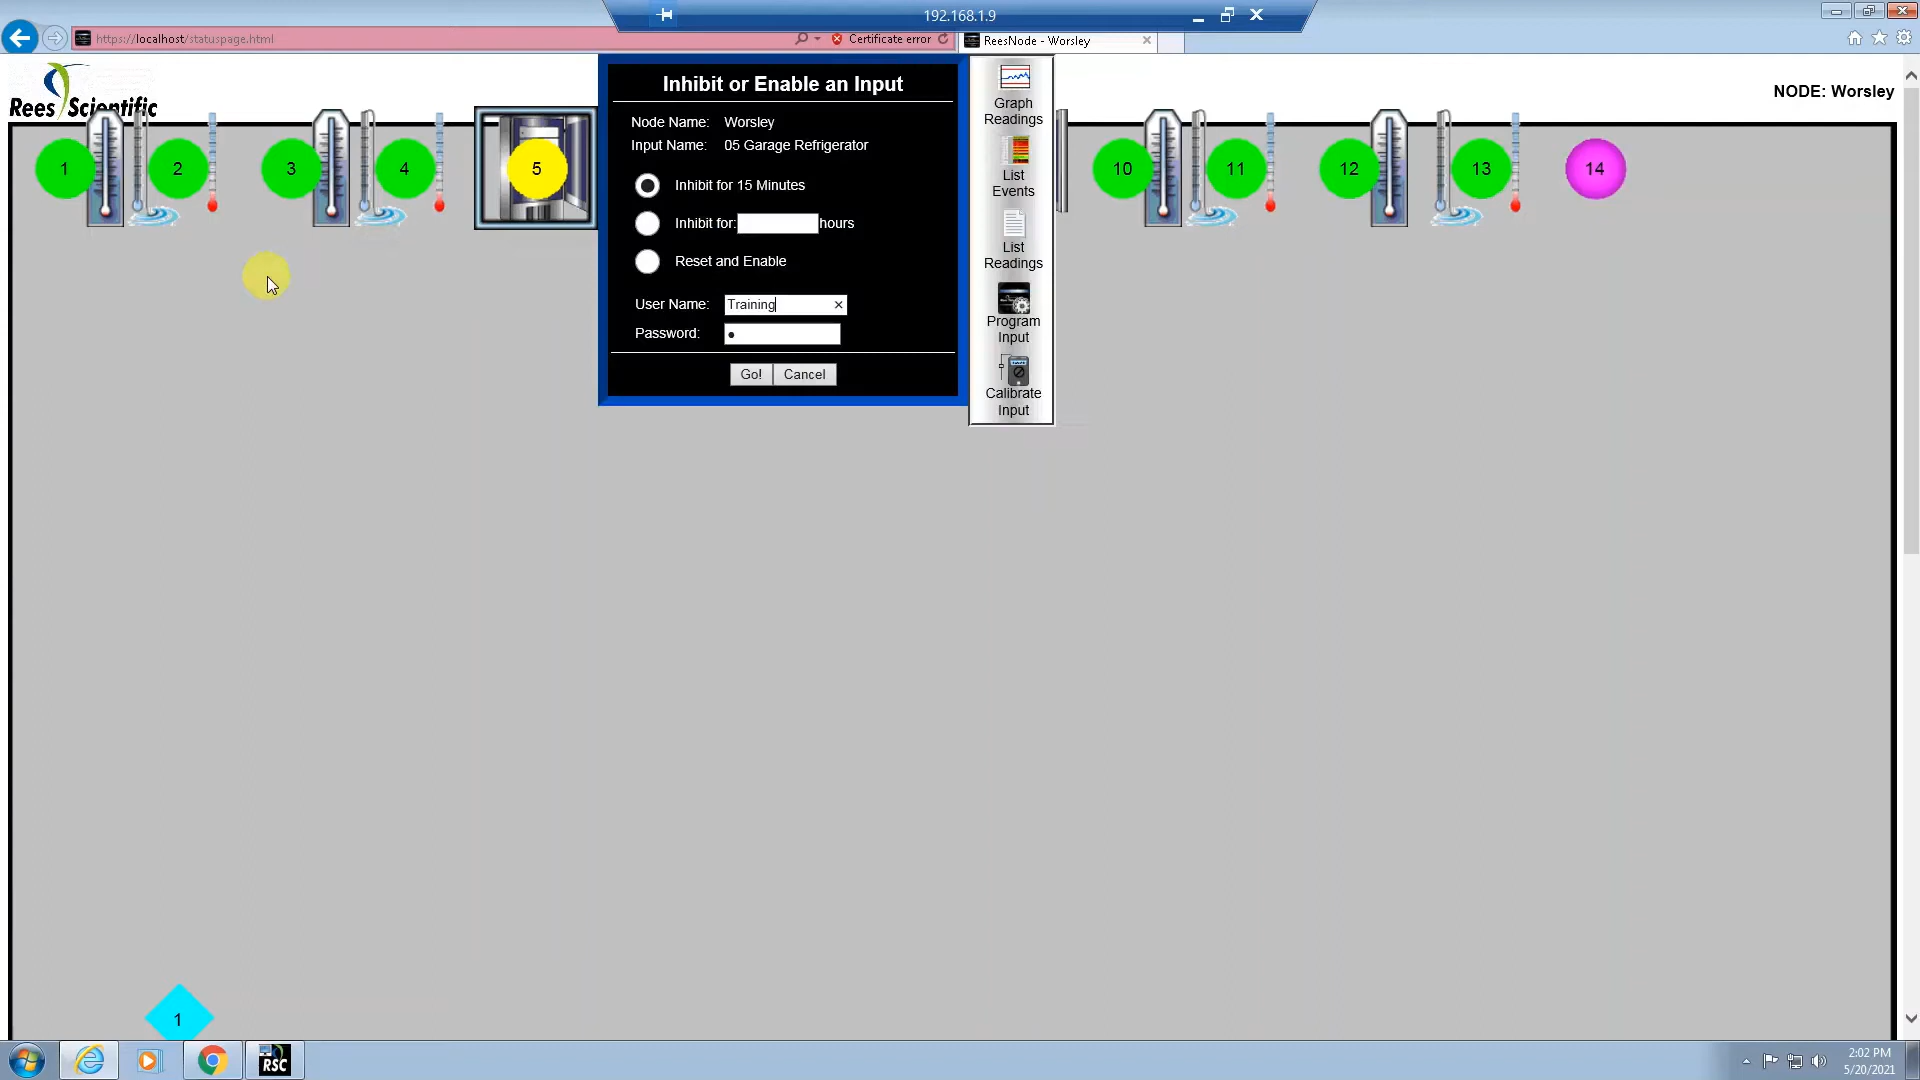 192.168.1.9
https://localhost/statuspage.html
Certificate error
ReesNode - Worsley
Rees Scientific
NODE: Worsley
Inhibit or Enable an Input
Node Name: Worsley
Input Name: 05 Garage Refrigerator
Inhibit for 15 Minutes
Inhibit for: hours
Reset and Enable
User Name: Training
Password:
Go! Cancel
Graph
Readings
List
Events
List
Readings
Program
Input
Calibrate
Input
1 2 3 4 5 10 11 12 13 14
1
RSC
2:02 PM
5/20/2021